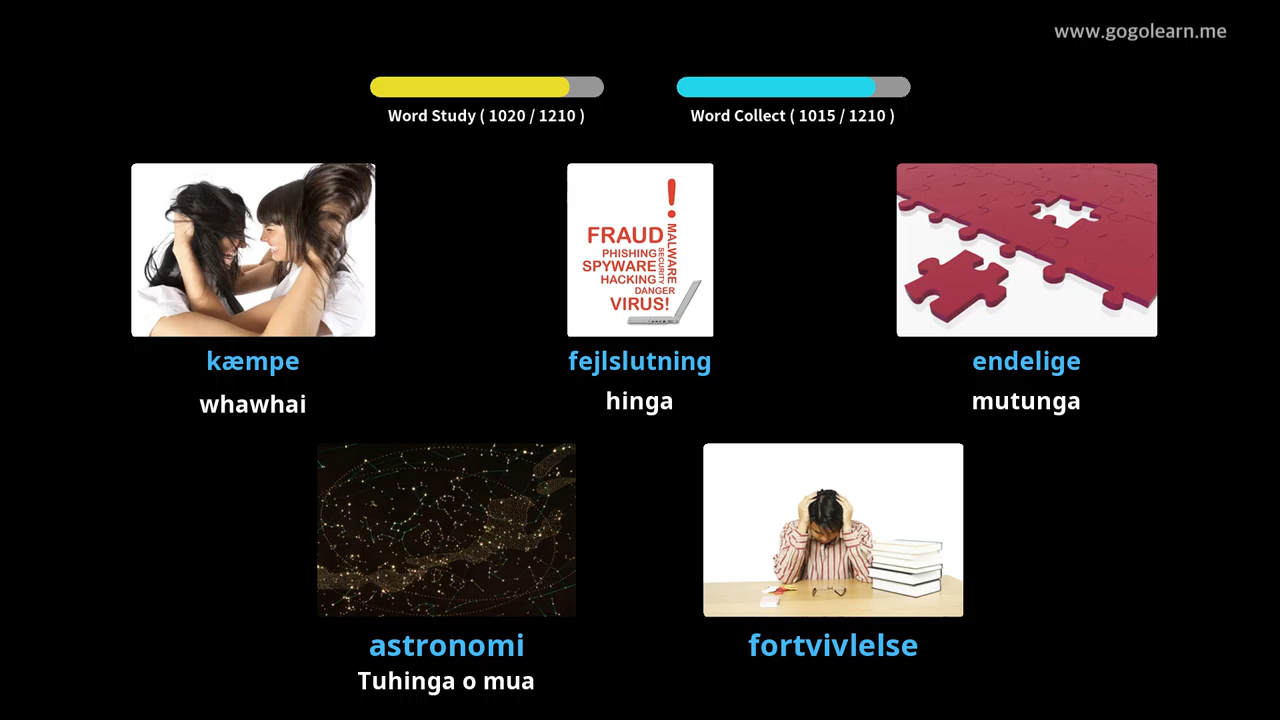 www.gogolearn.me
Word Study ( 1020 / 1210 )
Word Collect ( 1015 / 1210 )
!
FRAUD
PHISHING
SPYWARE
HACKING
DANGER
VIRUS!
SECURITY
MALWARE
kæmpe
fejlslutning
endelige
whawhai
hinga
mutunga
astronomi
fortvivlelse
Tuhinga o mua